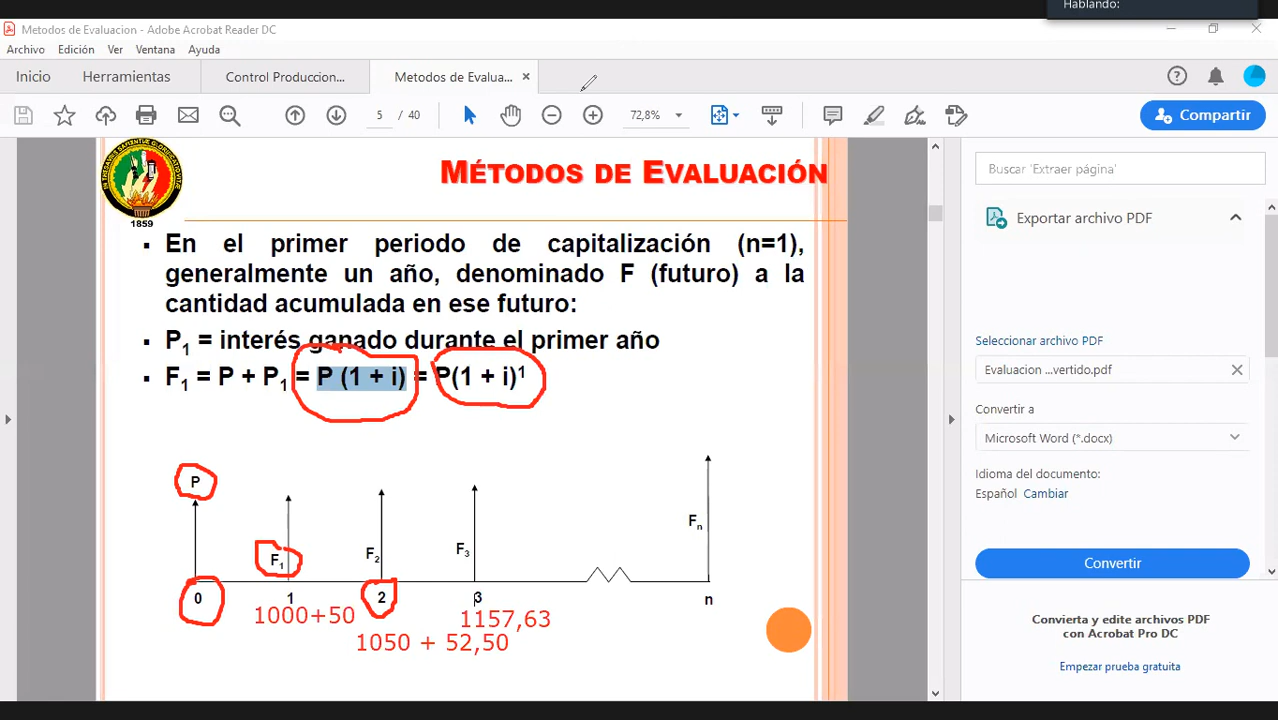 Hablando:
Metodos de Evaluacion - Adobe Acrobat Reader DC
Archivo Edición Ver Ventana Ayuda
Inicio Herramientas Control Produccion... Metodos de Evalua... ×
5 / 40 72,8% Compartir
MÉTODOS DE EVALUACIÓN
1859
En el primer periodo de capitalización (n=1),
generalmente un año, denominado F (futuro) a la
cantidad acumulada en ese futuro:
P1 = interés ganado durante el primer año
F1 = P + P1 = P (1 + i) = P(1 + i)¹
P
F1 F2 F3 Fn
0 1 2 3 n
1000+50 1157,63
1050 + 52,50
Buscar 'Extraer página'
Exportar archivo PDF
Seleccionar archivo PDF
Evaluacion ...vertido.pdf
Convertir a
Microsoft Word (*.docx)
Idioma del documento:
Español Cambiar
Convertir
Convierta y edite archivos PDF
con Acrobat Pro DC
Empezar prueba gratuita